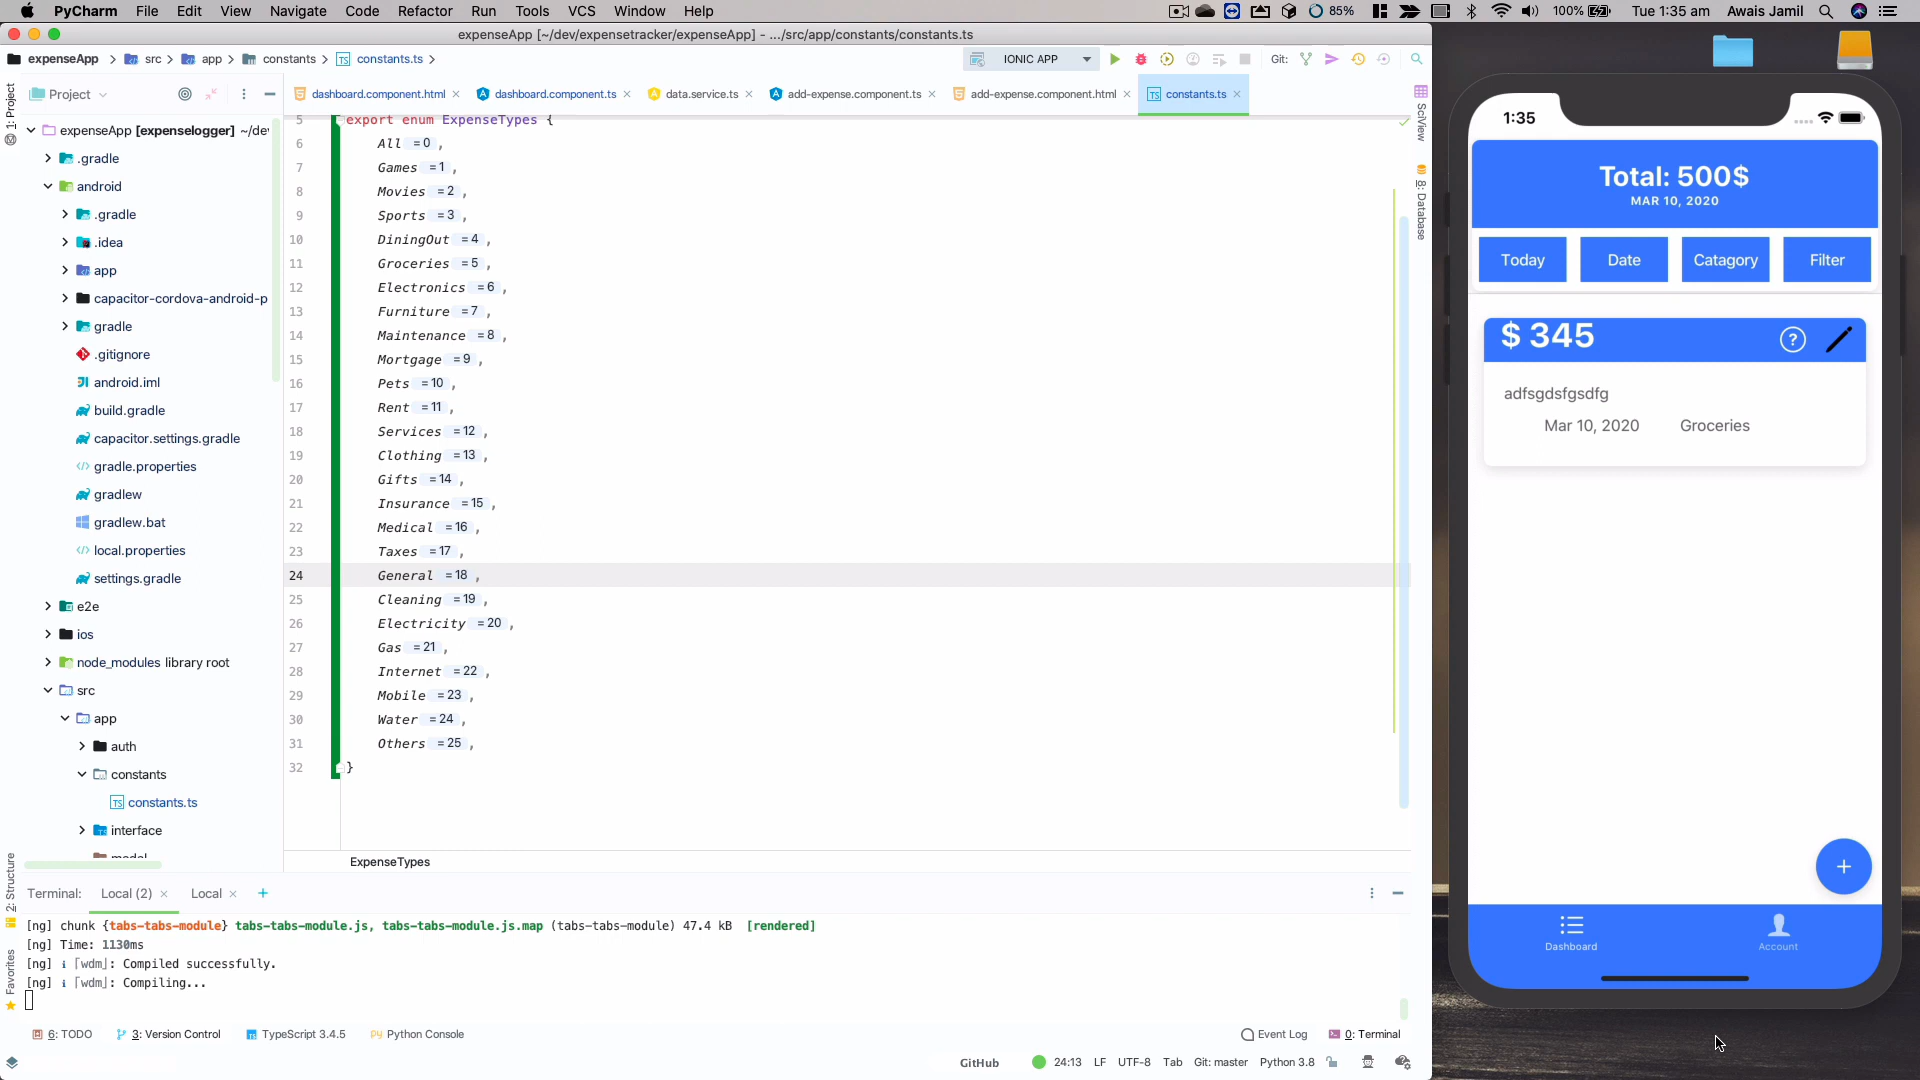 PyCharm File Edit View Navigate Code Refactor Run Tools VCS Window Help 85% 100% Tue 1:35 am Awais Jamil
expenseApp [~/dev/expensetracker/expenseApp] - .../src/app/constants/constants.ts
expenseApp src app constants constants.ts IONIC APP Git:
1: Project
Project
dashboard.component.html dashboard.component.ts data.service.ts add-expense.component.ts add-expense.component.html constants.ts
SciView
8: Database
expenseApp [expenselogger] ~/de
.gradle
android
.gradle
.idea
app
capacitor-cordova-android-p
gradle
.gitignore
android.iml
build.gradle
capacitor.settings.gradle
gradle.properties
gradlew
gradlew.bat
local.properties
settings.gradle
e2e
ios
node_modules library root
src
app
auth
constants
constants.ts
interface
5 export enum ExpenseTypes {
6 All =0 ,
7 Games =1 ,
8 Movies =2 ,
9 Sports =3 ,
10 DiningOut =4 ,
11 Groceries =5 ,
12 Electronics =6 ,
13 Furniture =7 ,
14 Maintenance =8 ,
15 Mortgage =9 ,
16 Pets =10 ,
17 Rent =11 ,
18 Services =12 ,
19 Clothing =13 ,
20 Gifts =14 ,
21 Insurance =15 ,
22 Medical =16 ,
23 Taxes =17 ,
24 General =18 ,
25 Cleaning =19 ,
26 Electricity =20 ,
27 Gas =21 ,
28 Internet =22 ,
29 Mobile =23 ,
30 Water =24 ,
31 Others =25 ,
32 }
ExpenseTypes
2: Structure
Favorites
Terminal: Local (2) Local +
[ng] chunk {tabs-tabs-module} tabs-tabs-module.js, tabs-tabs-module.js.map (tabs-tabs-module) 47.4 kB [rendered]
[ng] Time: 1130ms
[ng] ℹ ｢wdm｣: Compiled successfully.
[ng] ℹ ｢wdm｣: Compiling...
6: TODO 3: Version Control TypeScript 3.4.5 Python Console Event Log 0: Terminal
GitHub 24:13 LF UTF-8 Tab Git: master Python 3.8
1:35
Total: 500$
MAR 10, 2020
Today Date Catagory Filter
$ 345 ?
adfsgdsfgsdfg
Mar 10, 2020 Groceries
+
Dashboard Account